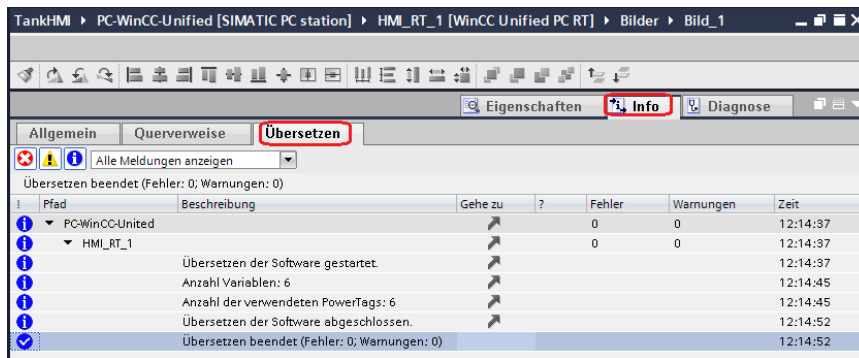 TankHMI ▸ PC-WinCC-Unified [SIMATIC PC station] ▸ HMI_RT_1 [WinCC Unified PC RT] ▸ Bilder ▸ Bild_1
Eigenschaften Info Diagnose
Allgemein Querverweise Übersetzen
Alle Meldungen anzeigen
Übersetzen beendet (Fehler: 0; Warnungen: 0)
! Pfad Beschreibung Gehe zu ? Fehler Warnungen Zeit
PC-WinCC-United 0 0 12:14:37
HMI_RT_1 0 0 12:14:37
Übersetzen der Software gestartet. 12:14:37
Anzahl Variablen: 6 12:14:45
Anzahl der verwendeten PowerTags: 6 12:14:45
Übersetzen der Software abgeschlossen. 12:14:52
Übersetzen beendet (Fehler: 0; Warnungen: 0) 12:14:52